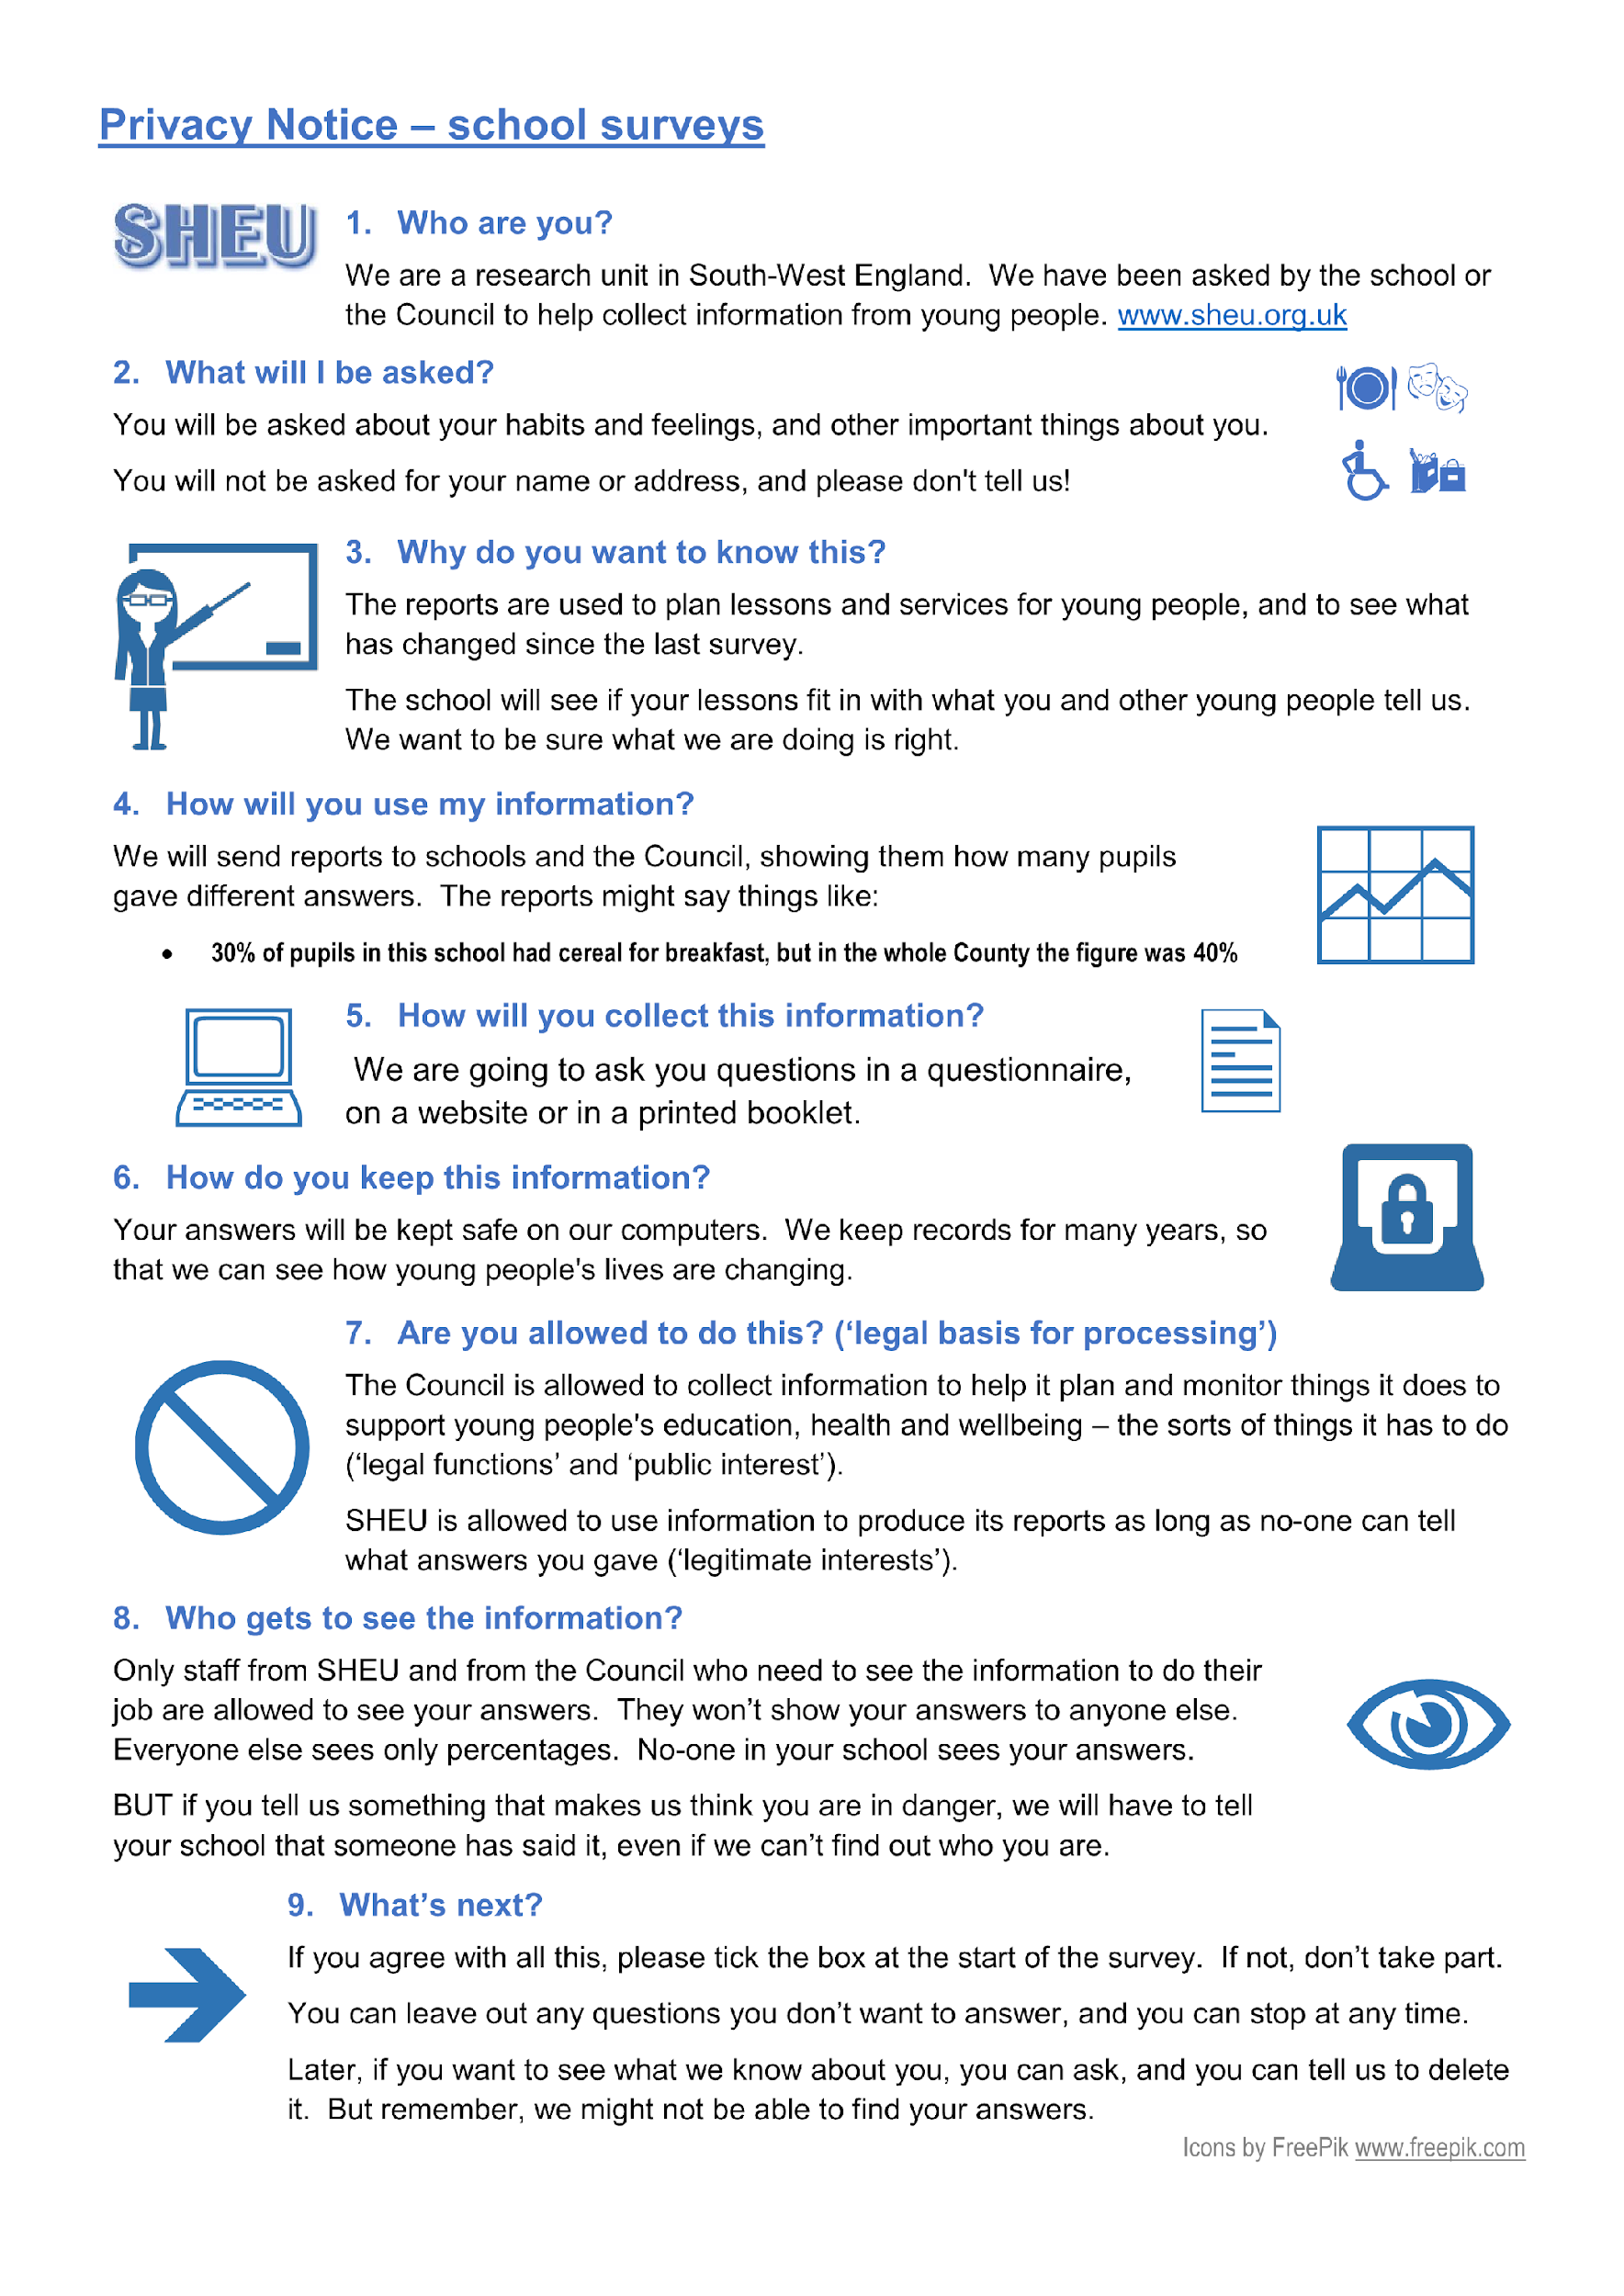 Privacy Notice – school surveys
SHEU
1. Who are you?
We are a research unit in South-West England. We have been asked by the school or
the Council to help collect information from young people. www.sheu.org.uk
2. What will I be asked?
You will be asked about your habits and feelings, and other important things about you.
You will not be asked for your name or address, and please don't tell us!
3. Why do you want to know this?
The reports are used to plan lessons and services for young people, and to see what
has changed since the last survey.
The school will see if your lessons fit in with what you and other young people tell us.
We want to be sure what we are doing is right.
4. How will you use my information?
We will send reports to schools and the Council, showing them how many pupils
gave different answers. The reports might say things like:
• 30% of pupils in this school had cereal for breakfast, but in the whole County the figure was 40%
5. How will you collect this information?
We are going to ask you questions in a questionnaire,
on a website or in a printed booklet.
6. How do you keep this information?
Your answers will be kept safe on our computers. We keep records for many years, so
that we can see how young people's lives are changing.
7. Are you allowed to do this? (‘legal basis for processing’)
The Council is allowed to collect information to help it plan and monitor things it does to
support young people's education, health and wellbeing – the sorts of things it has to do
(‘legal functions’ and ‘public interest’).
SHEU is allowed to use information to produce its reports as long as no-one can tell
what answers you gave (‘legitimate interests’).
8. Who gets to see the information?
Only staff from SHEU and from the Council who need to see the information to do their
job are allowed to see your answers. They won’t show your answers to anyone else.
Everyone else sees only percentages. No-one in your school sees your answers.
BUT if you tell us something that makes us think you are in danger, we will have to tell
your school that someone has said it, even if we can’t find out who you are.
9. What’s next?
If you agree with all this, please tick the box at the start of the survey. If not, don’t take part.
You can leave out any questions you don’t want to answer, and you can stop at any time.
Later, if you want to see what we know about you, you can ask, and you can tell us to delete
it. But remember, we might not be able to find your answers.
Icons by FreePik www.freepik.com